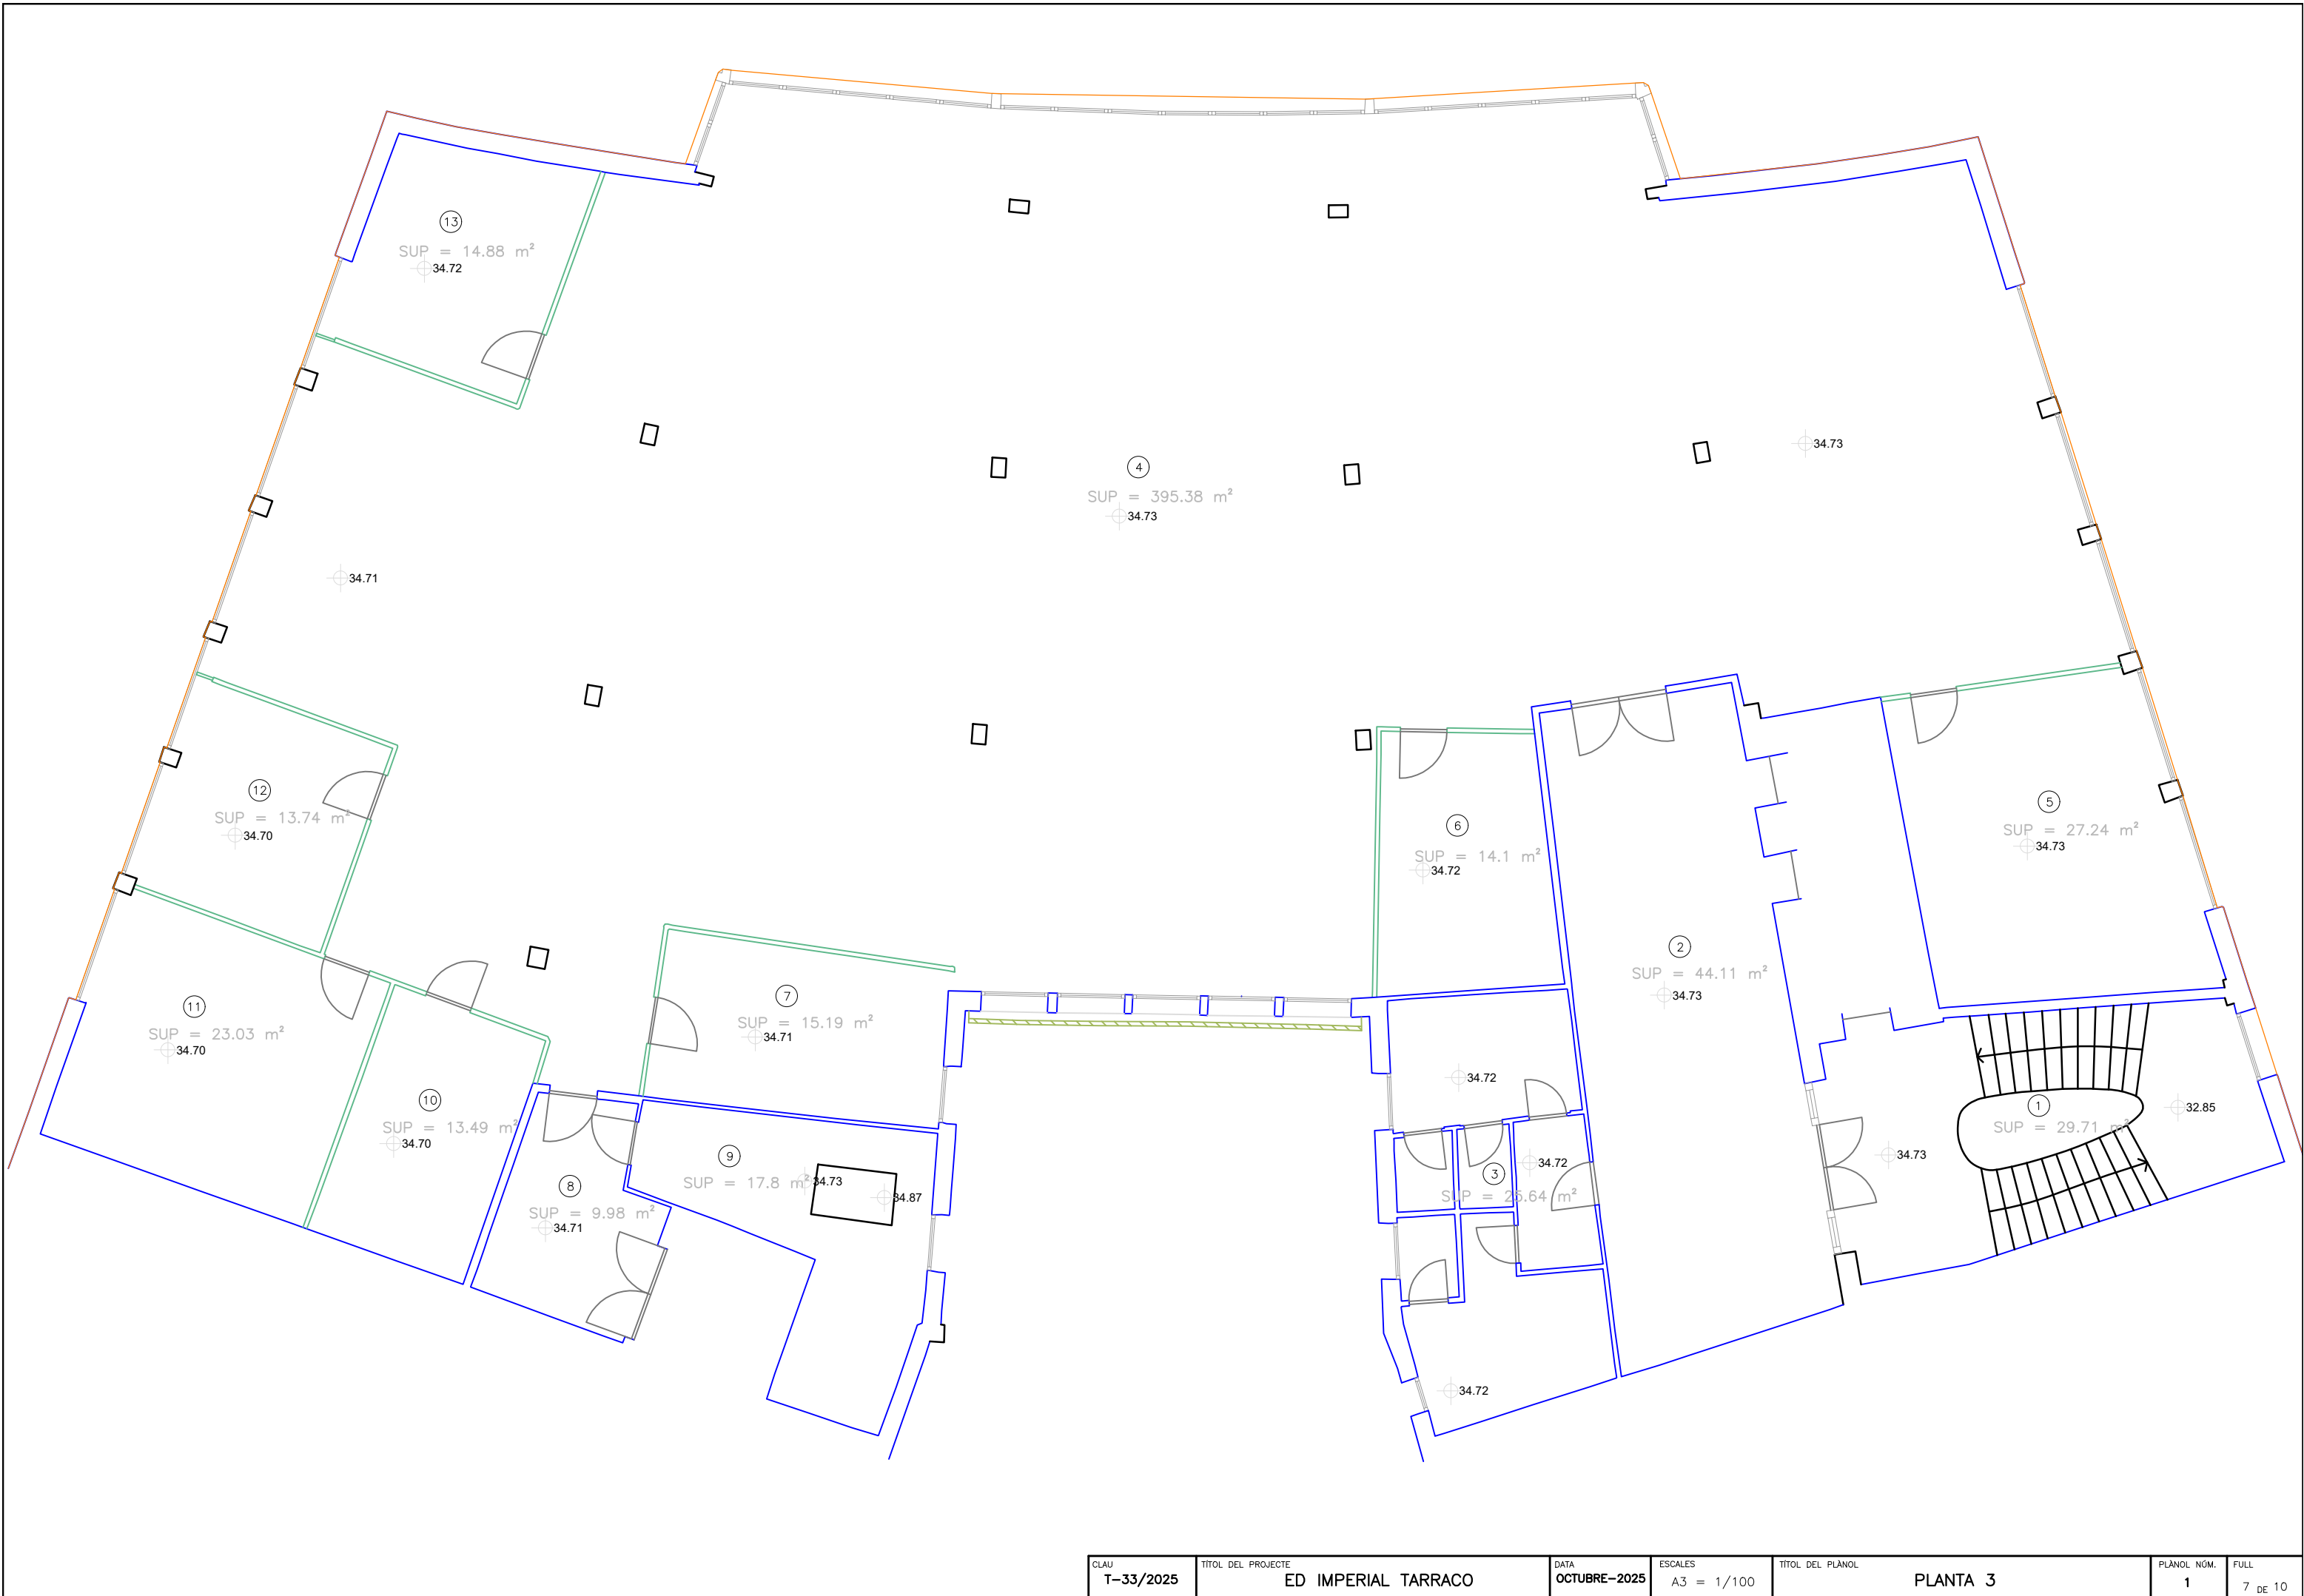 13
SUP = 14.88 m²
34.72
34.73
4
SUP = 395.38 m²
34.73
34.71
12
SUP = 13.74 m²
34.70
5
SUP = 27.24 m²
34.73
6
SUP = 14.1 m²
34.72
2
SUP = 44.11 m²
34.73
11
SUP = 23.03 m²
34.70
7
SUP = 15.19 m²
34.71
34.72
10
SUP = 13.49 m²
34.70
1
SUP = 29.71 m²
32.85
34.73
9
SUP = 17.8 m²
34.73
34.87
3
SUP = 25.64 m²
34.72
8
SUP = 9.98 m²
34.71
34.72
CLAU
T-33/2025
TÍTOL DEL PROJECTE
ED IMPERIAL TARRACO
DATA
OCTUBRE-2025
ESCALES
A3 = 1/100
TÍTOL DEL PLÀNOL
PLANTA 3
PLÀNOL NÚM.
1
FULL
7 DE 10